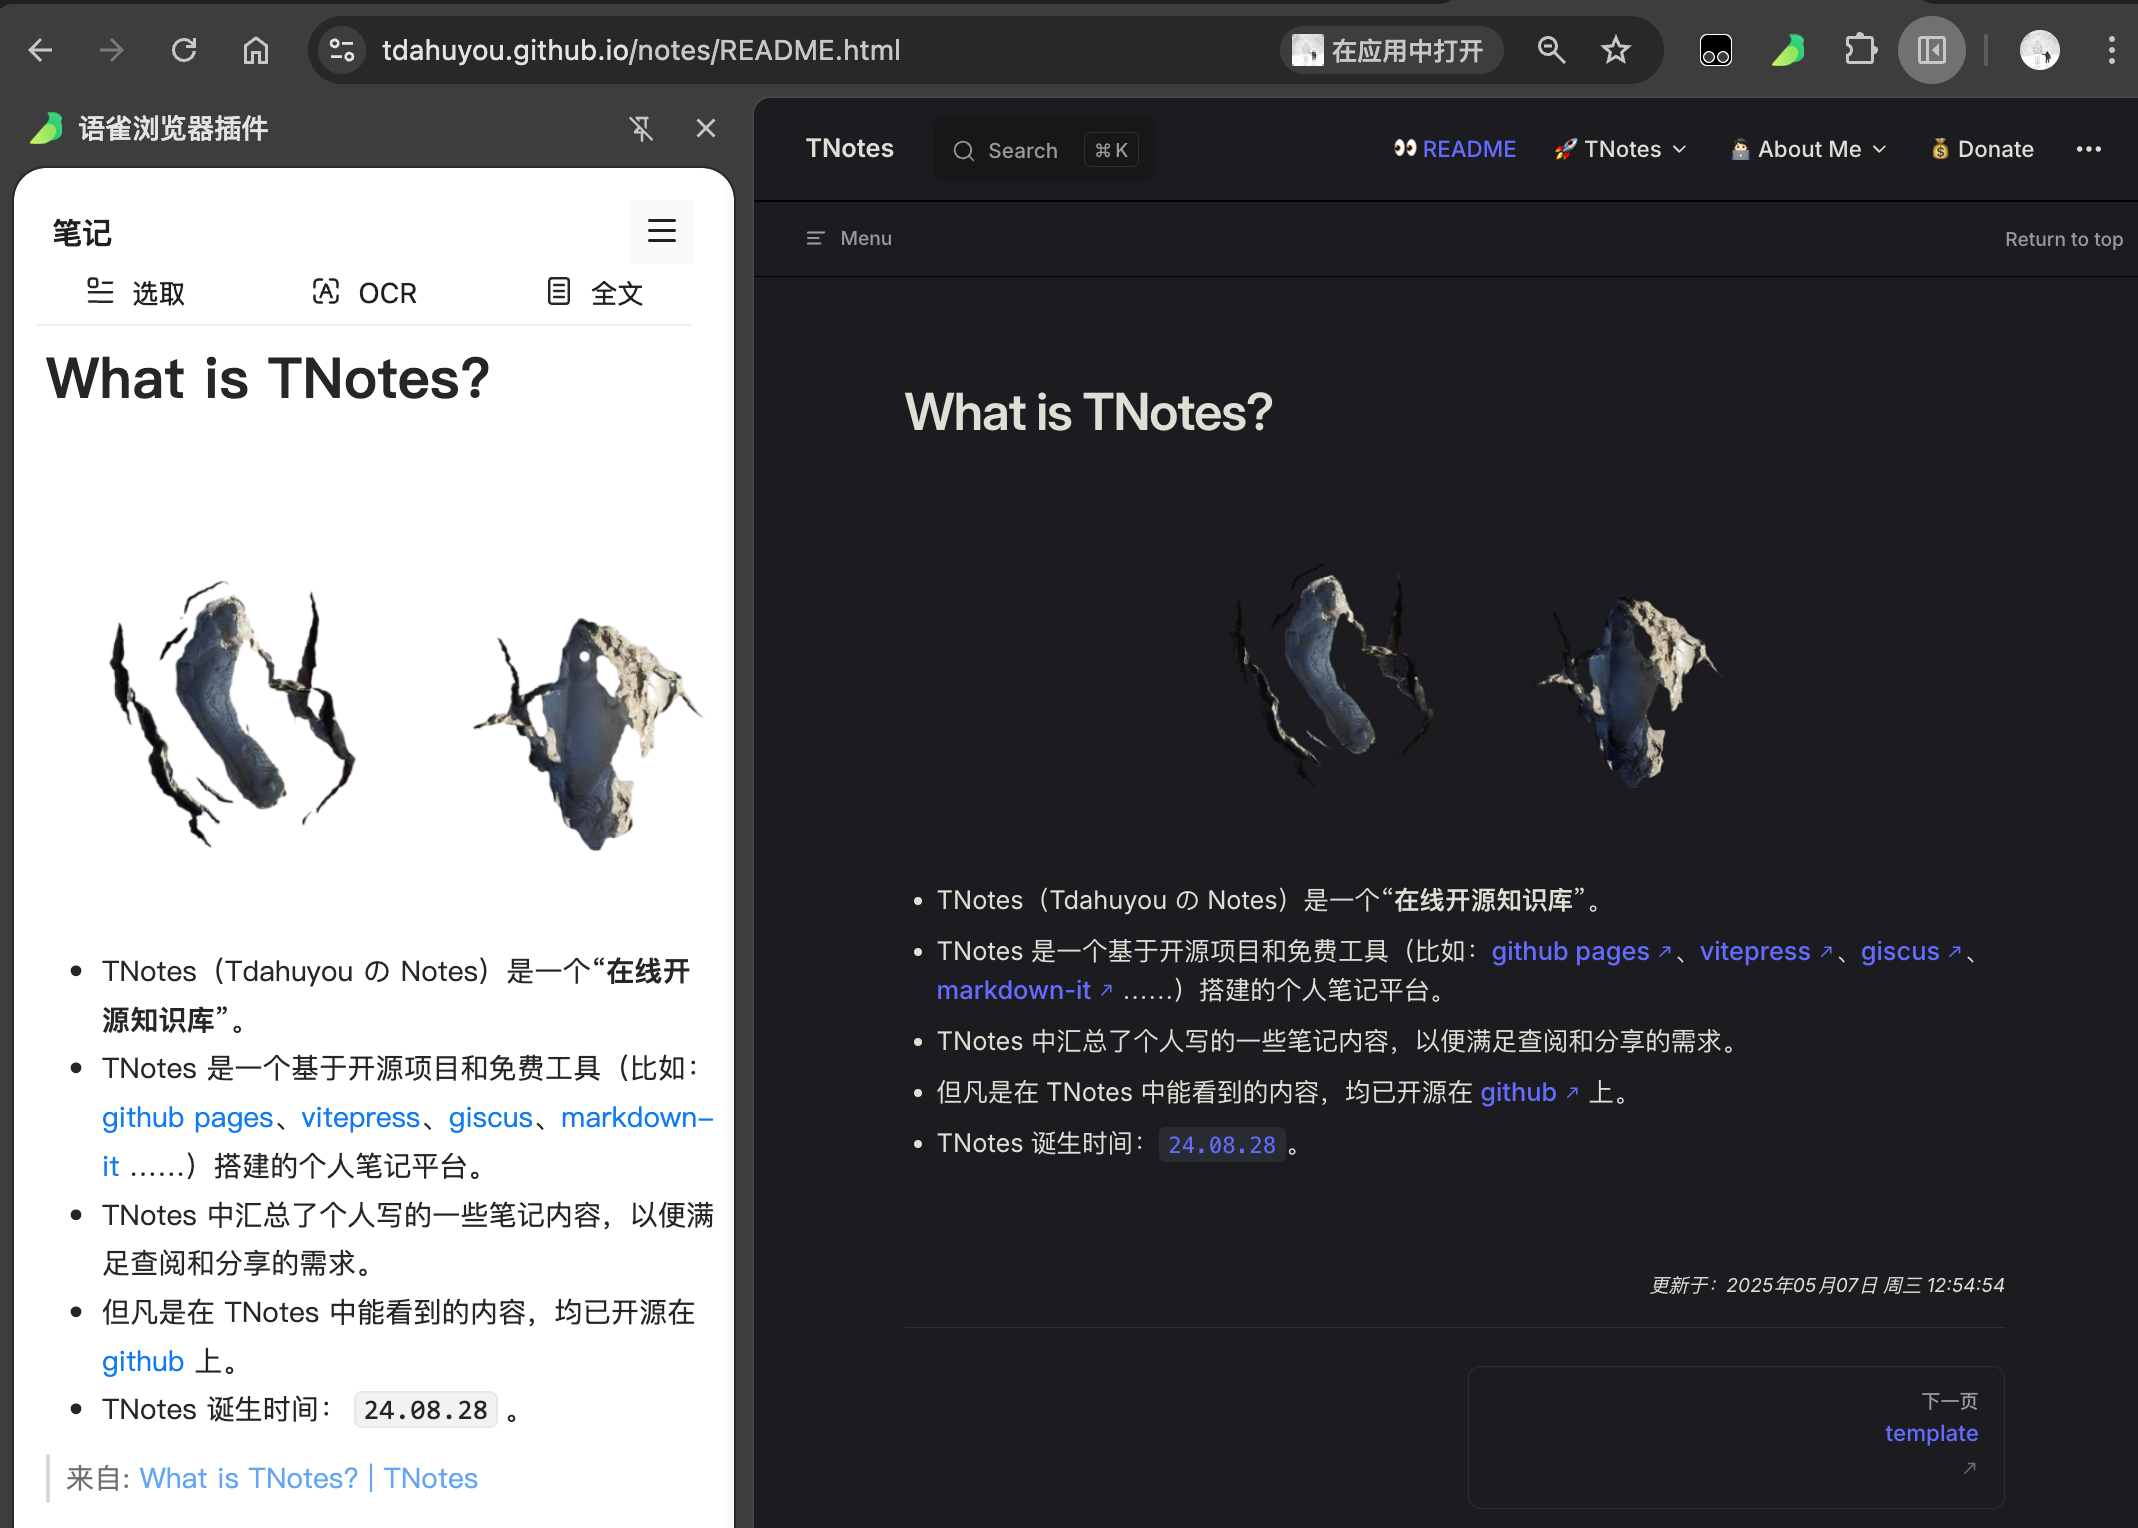 tdahuyou.github.io/notes/README.html
在应用中打开
语雀浏览器插件
笔记
选取
OCR
全文
What is TNotes?
TNotes（Tdahuyou の Notes）是一个“在线开
源知识库”。
TNotes 是一个基于开源项目和免费工具（比如：
github pages、vitepress、giscus、markdown-
it ……）搭建的个人笔记平台。
TNotes 中汇总了个人写的一些笔记内容，以便满
足查阅和分享的需求。
但凡是在 TNotes 中能看到的内容，均已开源在
github 上。
TNotes 诞生时间： 24.08.28 。
来自: What is TNotes? | TNotes
TNotes
Search
⌘ K
👀 README
🚀 TNotes
👨🏻‍💻 About Me
💰 Donate
Menu
Return to top
What is TNotes?
TNotes（Tdahuyou の Notes）是一个“在线开源知识库”。
TNotes 是一个基于开源项目和免费工具（比如：github pages ↗、vitepress ↗、giscus ↗、
markdown-it ↗ ……）搭建的个人笔记平台。
TNotes 中汇总了个人写的一些笔记内容，以便满足查阅和分享的需求。
但凡是在 TNotes 中能看到的内容，均已开源在 github ↗ 上。
TNotes 诞生时间： 24.08.28 。
更新于：2025年05月07日 周三 12:54:54
下一页
template
↗